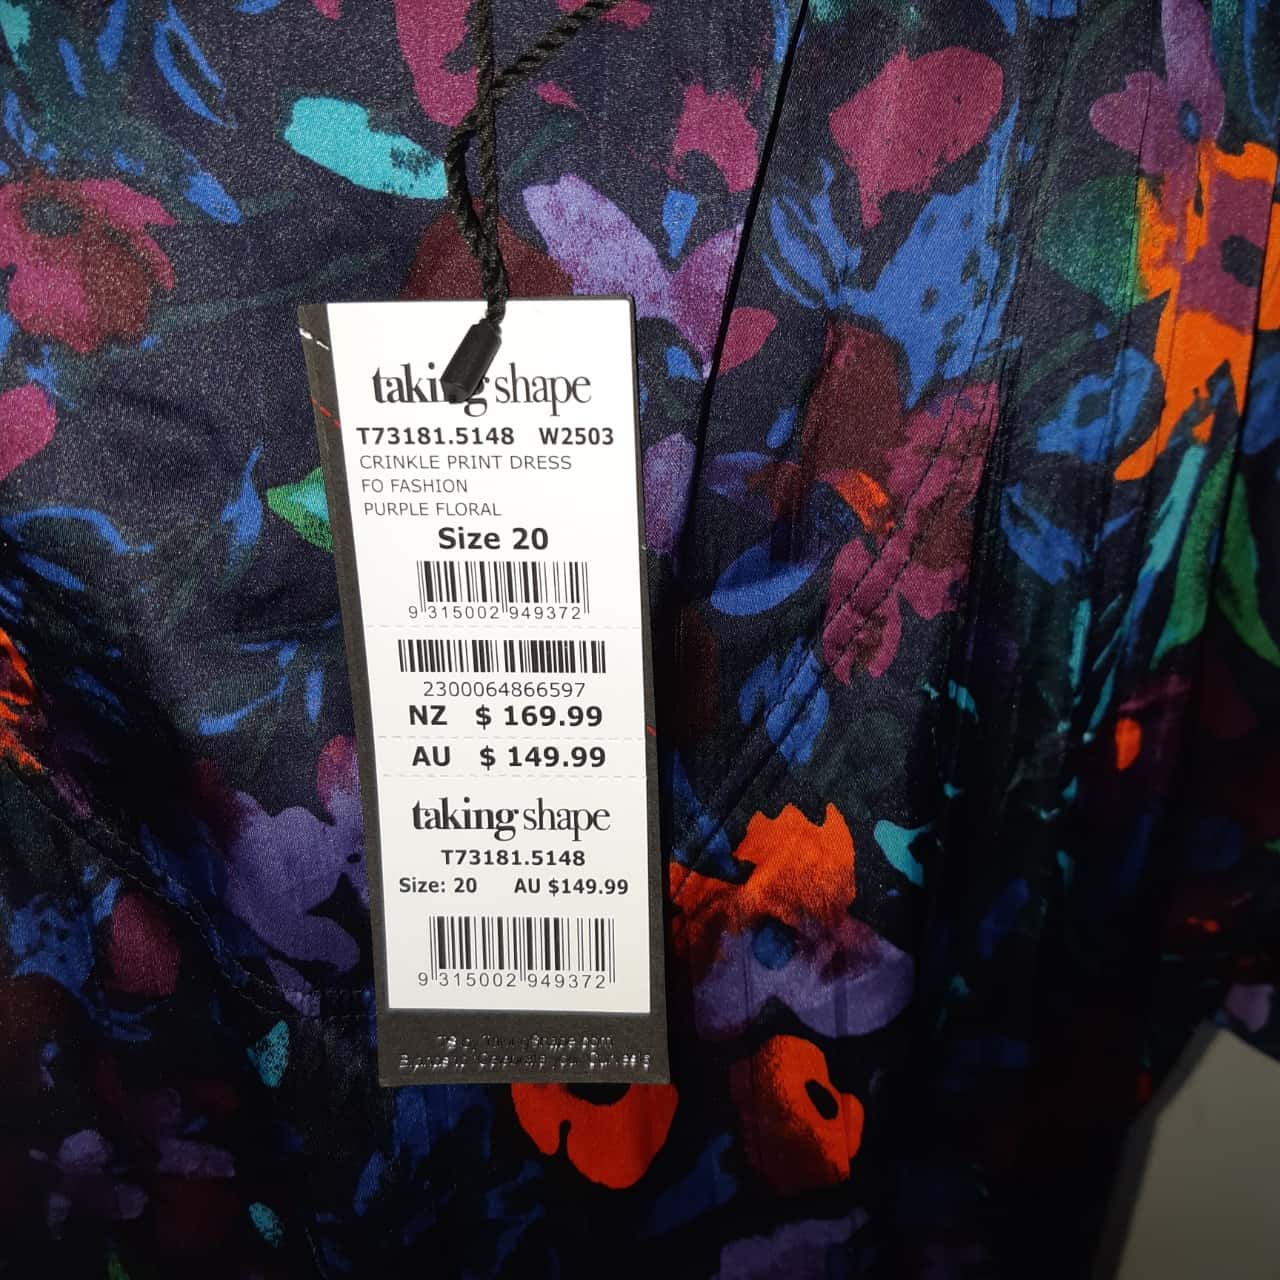 taking shape
T73181.5148 W2503
CRINKLE PRINT DRESS
FO FASHION
PURPLE FLORAL
Size 20
9 315002 949372
2300064866597
NZ $ 169.99
AU $ 149.99
taking shape
T73181.5148
Size: 20 AU $149.99
9 315002 949372